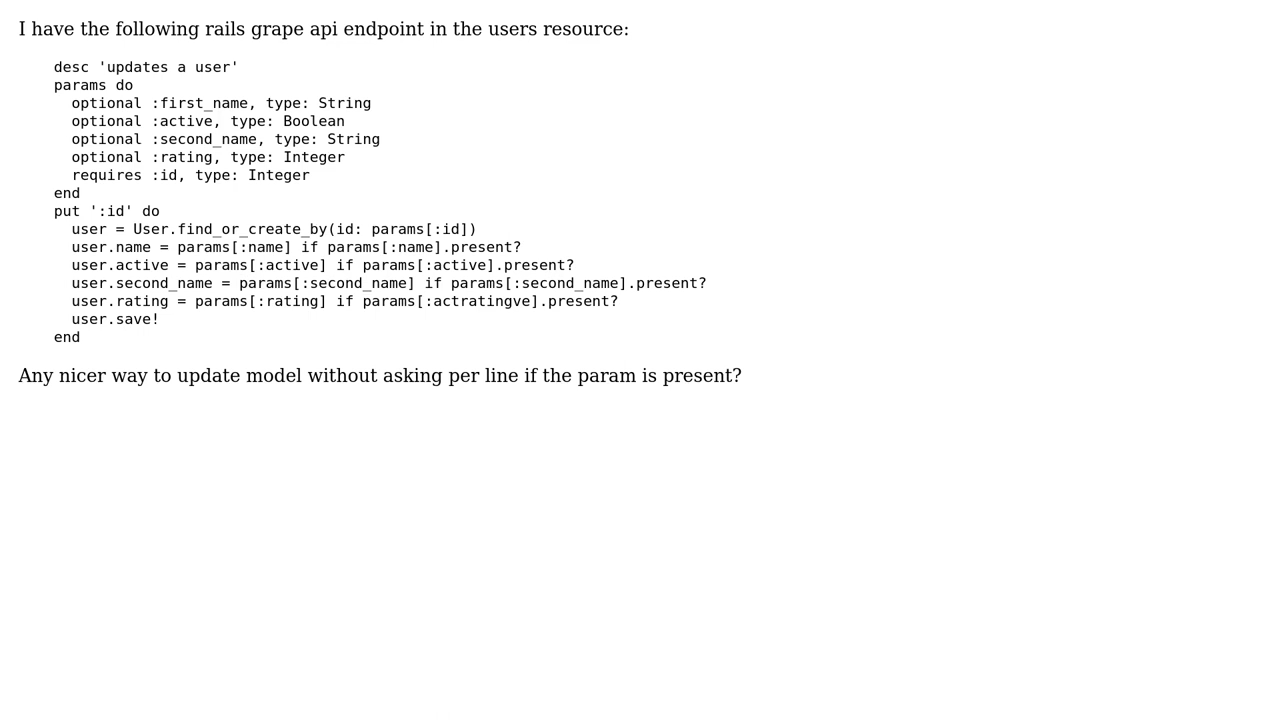 I have the following rails grape api endpoint in the users resource:
desc 'updates a user'
params do
  optional :first_name, type: String
  optional :active, type: Boolean
  optional :second_name, type: String
  optional :rating, type: Integer
  requires :id, type: Integer
end
put ':id' do
  user = User.find_or_create_by(id: params[:id])
  user.name = params[:name] if params[:name].present?
  user.active = params[:active] if params[:active].present?
  user.second_name = params[:second_name] if params[:second_name].present?
  user.rating = params[:rating] if params[:actratingve].present?
  user.save!
end
Any nicer way to update model without asking per line if the param is present?